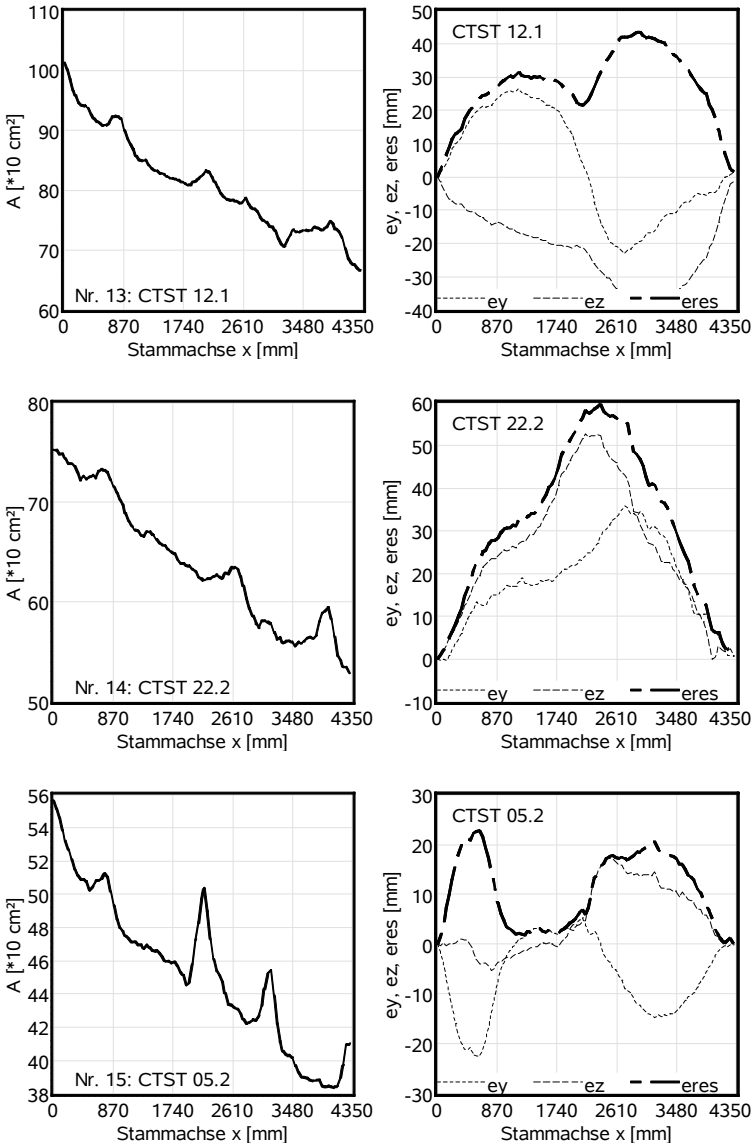 110
100
90
80
70
60
A [*10 cm²]
Nr. 13: CTST 12.1
0 870 1740 2610 3480 4350
Stammachse x [mm]
50
40
30
20
10
0
-10
-20
-30
-40
ey, ez, eres [mm]
CTST 12.1
ey ez eres
0 870 1740 2610 3480 4350
Stammachse x [mm]
80
70
60
50
A [*10 cm²]
Nr. 14: CTST 22.2
0 870 1740 2610 3480 4350
Stammachse x [mm]
60
50
40
30
20
10
0
-10
ey, ez, eres [mm]
CTST 22.2
ey ez eres
0 870 1740 2610 3480 4350
Stammachse x [mm]
56
54
52
50
48
46
44
42
40
38
A [*10 cm²]
Nr. 15: CTST 05.2
0 870 1740 2610 3480 4350
Stammachse x [mm]
30
20
10
0
-10
-20
-30
ey, ez, eres [mm]
CTST 05.2
ey ez eres
0 870 1740 2610 3480 4350
Stammachse x [mm]